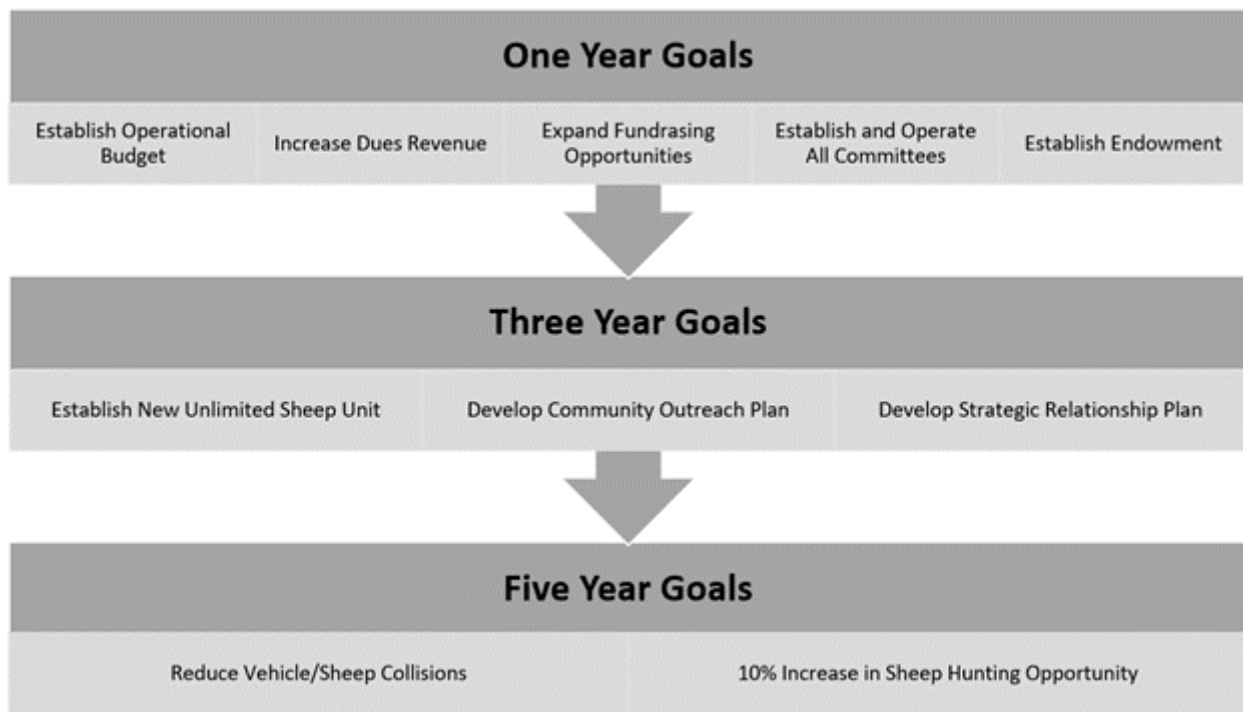 One Year Goals
Establish Operational
Budget
Increase Dues Revenue
Expand Fundrasing
Opportunities
Establish and Operate
All Committees
Establish Endowment
Three Year Goals
Establish New Unlimited Sheep Unit
Develop Community Outreach Plan
Develop Strategic Relationship Plan
Five Year Goals
Reduce Vehicle/Sheep Collisions
10% Increase in Sheep Hunting Opportunity